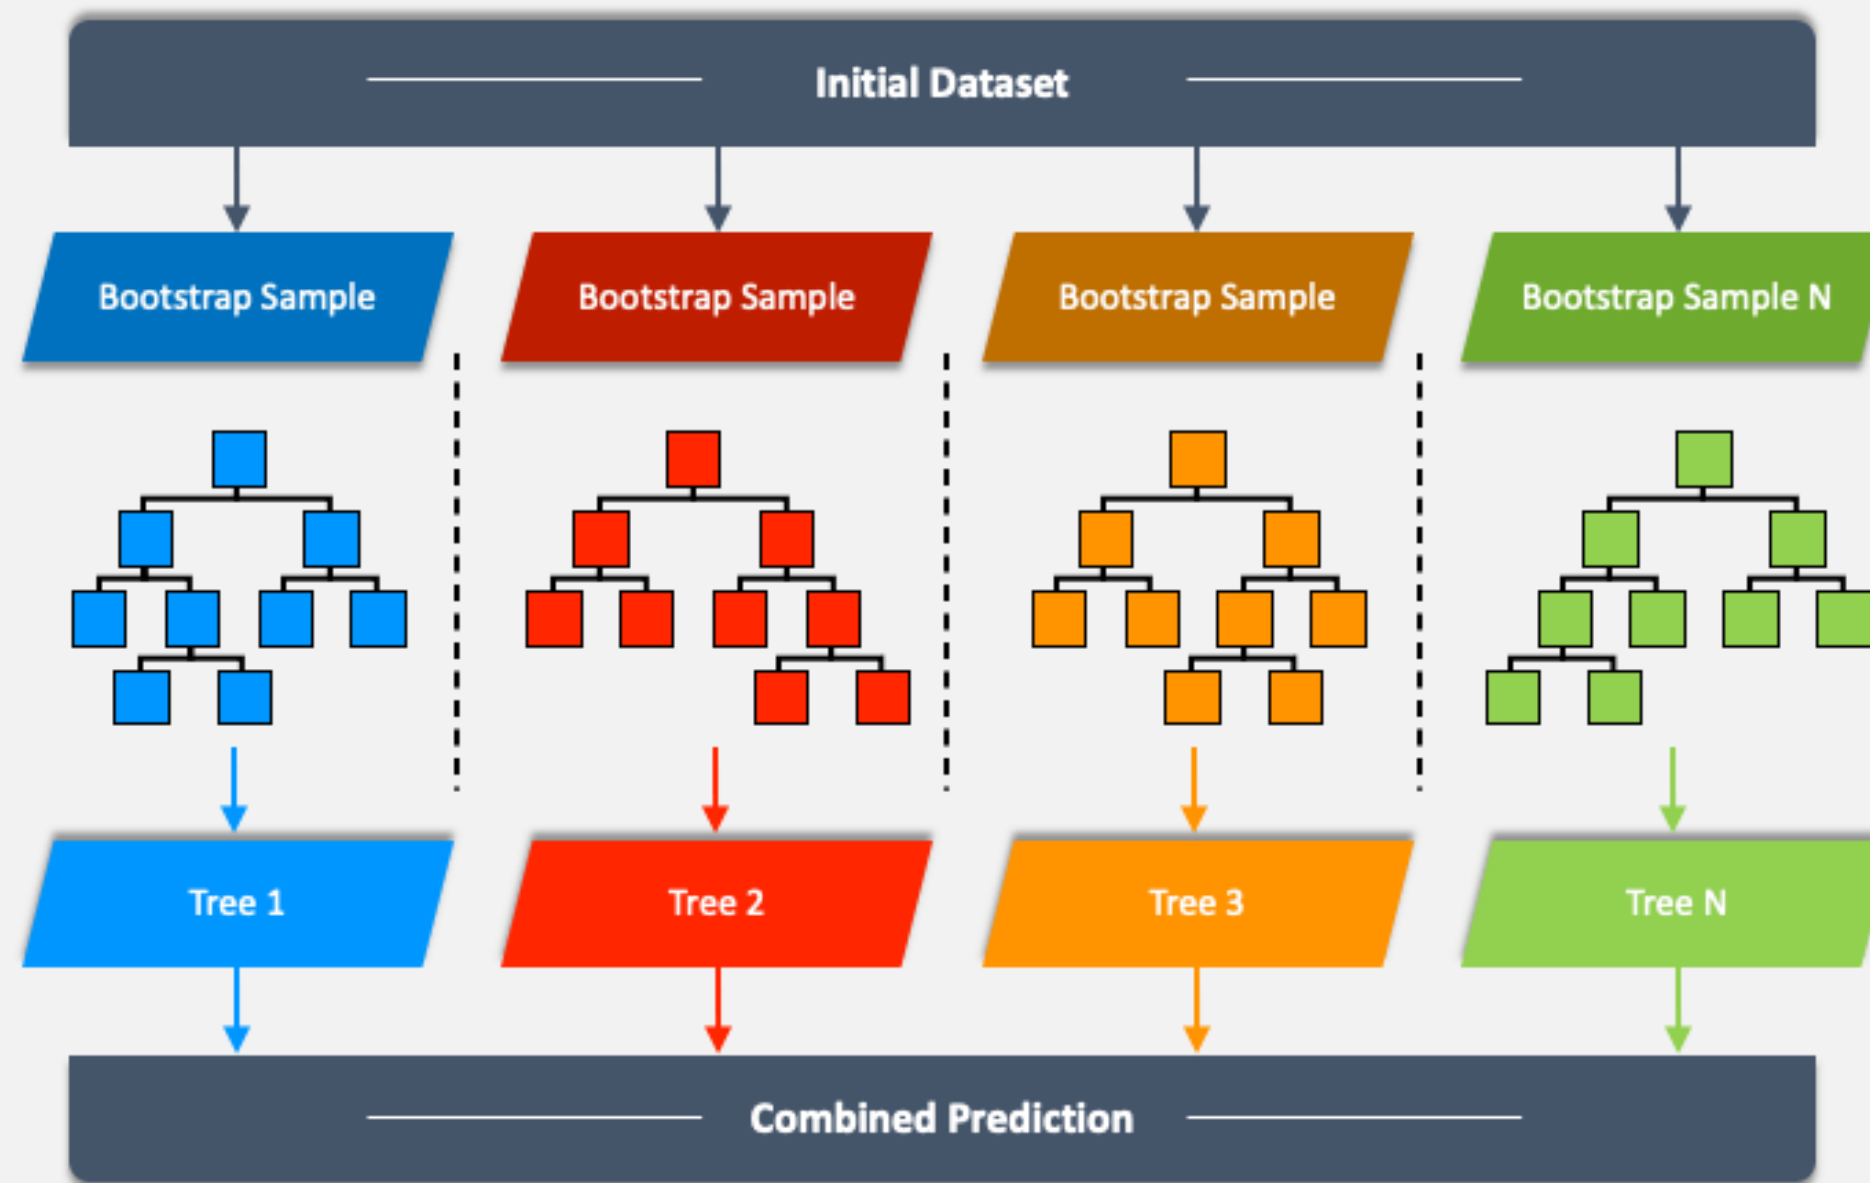 Initial Dataset
Bootstrap Sample
Bootstrap Sample
Bootstrap Sample
Bootstrap Sample N
Tree 1
Tree 2
Tree 3
Tree N
Combined Prediction